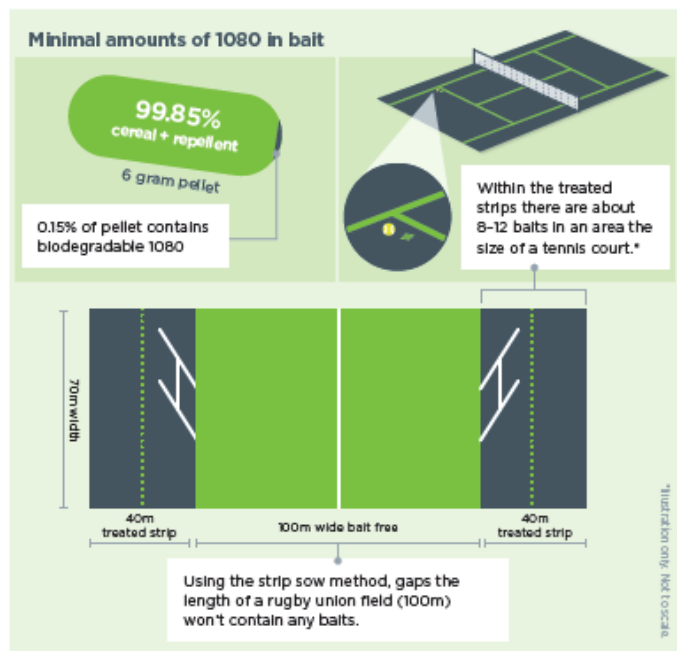 Minimal amounts of 1080 in bait
99.85%
cereal + repellent
6 gram pellet
0.15% of pellet contains
biodegradable 1080
Within the treated
strips there are about
8–12 baits in an area the
size of a tennis court.*
70m width
40m
treated strip
100m wide bait free
40m
treated strip
Using the strip sow method, gaps the
length of a rugby union field (100m)
won't contain any baits.
*Illustration only. Not to scale.